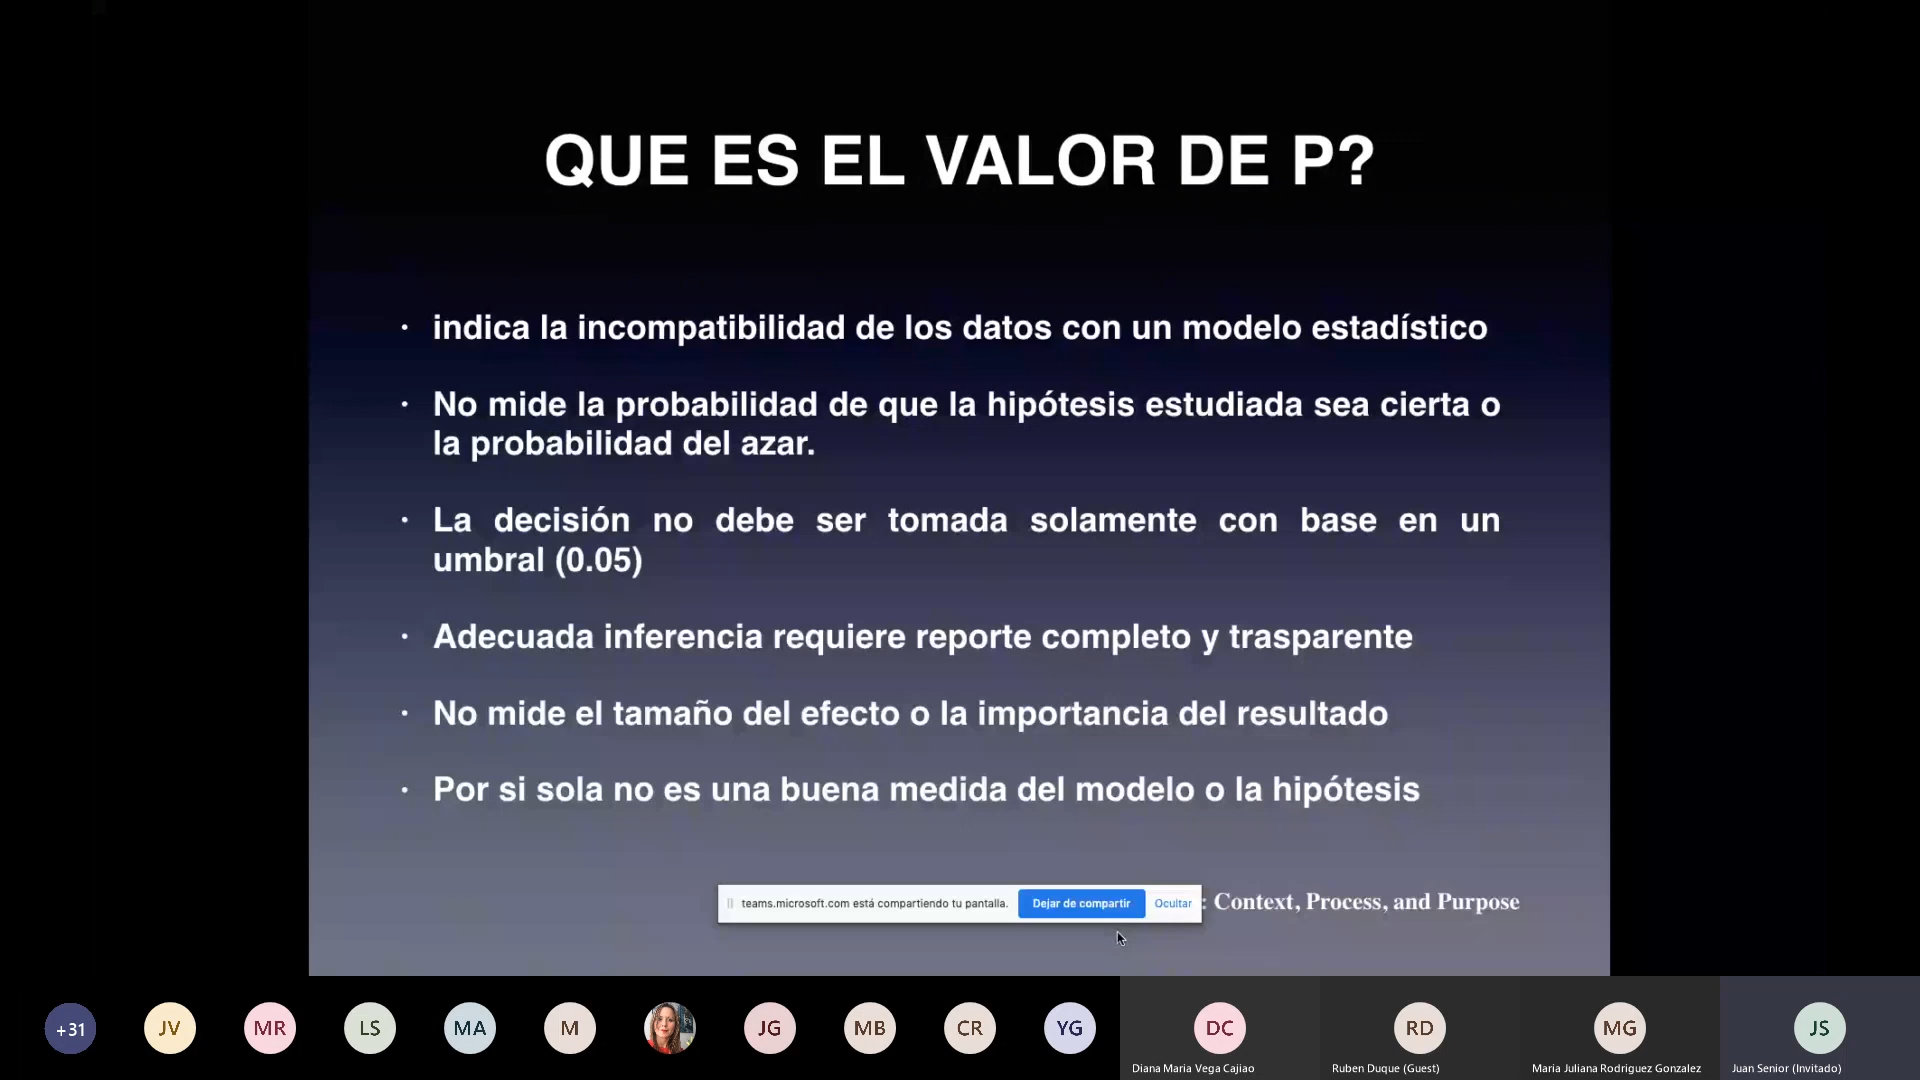 QUE ES EL VALOR DE P?
· indica la incompatibilidad de los datos con un modelo estadístico
· No mide la probabilidad de que la hipótesis estudiada sea cierta o
la probabilidad del azar.
· La decisión no debe ser tomada solamente con base en un
umbral (0.05)
· Adecuada inferencia requiere reporte completo y trasparente
· No mide el tamaño del efecto o la importancia del resultado
· Por si sola no es una buena medida del modelo o la hipótesis
teams.microsoft.com está compartiendo tu pantalla. Dejar de compartir Ocultar : Context, Process, and Purpose
+31 JV MR LS MA M JG MB CR YG DC RD MG JS
Diana Maria Vega Cajiao Ruben Duque (Guest) Maria Juliana Rodriguez Gonzalez Juan Senior (Invitado)